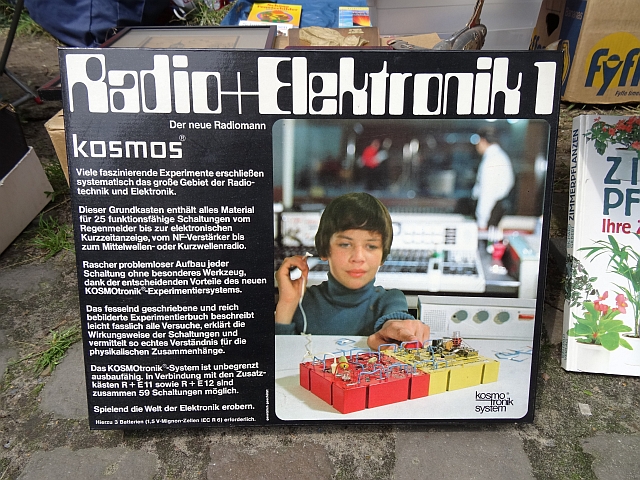 Radio+Elektronik 1
Der neue Radiomann
kosmos®
Viele faszinierende Experimente erschließen
systematisch das große Gebiet der Radio-
technik und Elektronik.
Dieser Grundkasten enthält alles Material
für 25 funktionsfähige Schaltungen vom
Regenmelder bis zur elektronischen
Kurzzeitanzeige, vom NF-Verstärker bis
zum Mittelwellen- oder Kurzwellenradio.
Rascher problemloser Aufbau jeder
Schaltung ohne besonderes Werkzeug,
dank der entscheidenden Vorteile des neuen
KOSMOtronik®-Experimentiersystems.
Das fesselnd geschriebene und reich
bebilderte Experimentierbuch beschreibt
leicht fasslich alle Versuche, erklärt die
Wirkungsweise der Schaltungen und
vermittelt so echtes Verständnis für die
physikalischen Zusammenhänge.
Das KOSMOtronik®-System ist unbegrenzt
ausbaufähig. In Verbindung mit den Zusatz-
kästen R+E11 sowie R+E12 sind
zusammen 59 Schaltungen möglich.
Spielend die Welt der Elektronik erobern.
Hierzu 3 Batterien (1,5 V-Mignon-Zellen IEC R 6) erforderlich.
kosmo
tronik
system
fyff
ZIMMERPFLANZEN
Z
PF
Ihre